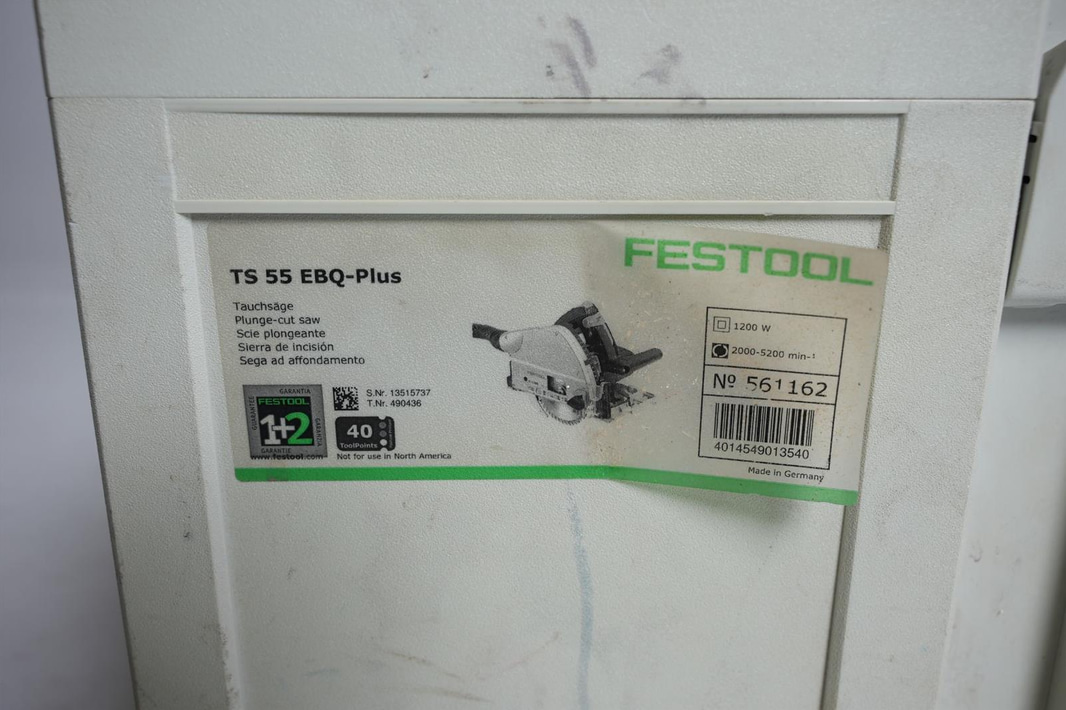 FESTOOL
TS 55 EBQ-Plus
Tauchsäge
Plunge-cut saw
Scie plongeante
Sierra de incisión
Sega ad affondamento
GARANTIA
GUARANTEE
FESTOOL
1+2
GARANTIE
GARANTIE
www.festool.com
S.Nr. 13515737
T.Nr. 490436
40
ToolPoints
Not for use in North America
1200 W
2000-5200 min-¹
Nº 561162
4014549013540
Made in Germany